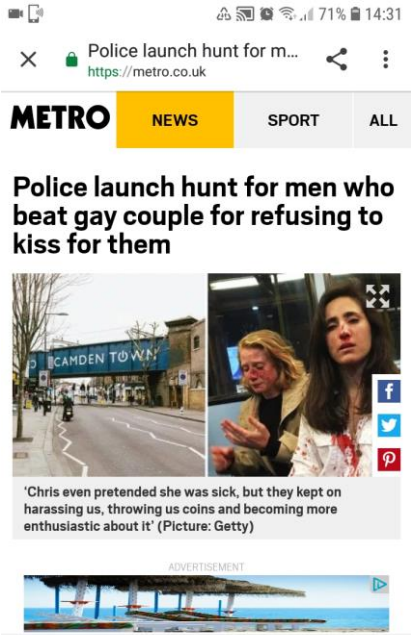 71% 14:31
Police launch hunt for m...
https://metro.co.uk
METRO NEWS SPORT ALL
Police launch hunt for men who
beat gay couple for refusing to
kiss for them
CAMDEN TOWN
'Chris even pretended she was sick, but they kept on
harassing us, throwing us coins and becoming more
enthusiastic about it' (Picture: Getty)
ADVERTISEMENT